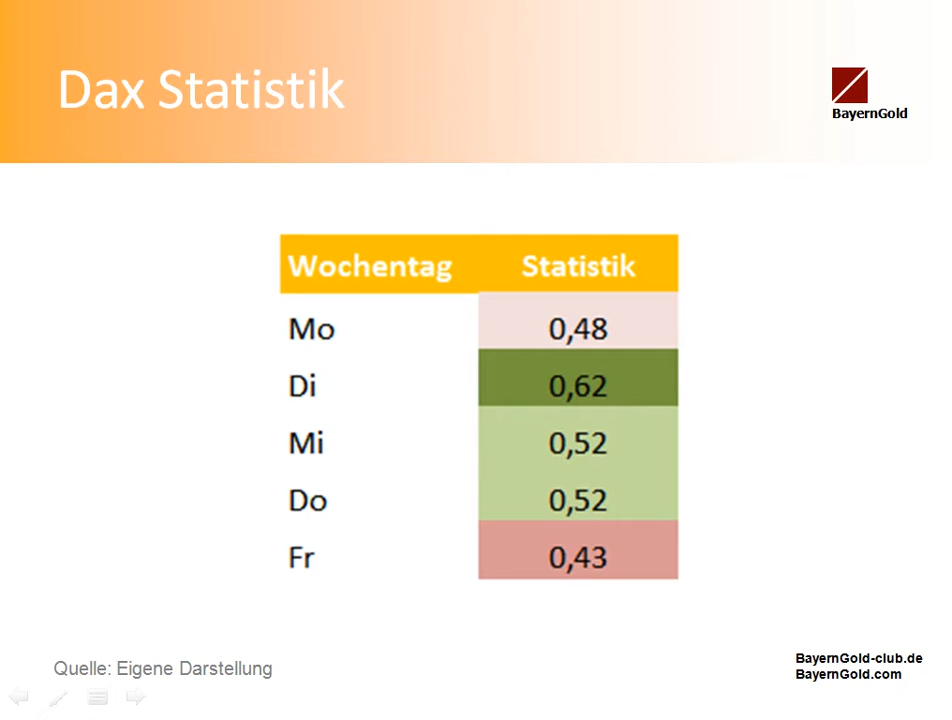 Dax Statistik
BayernGold
Wochentag Statistik
Mo 0,48
Di 0,62
Mi 0,52
Do 0,52
Fr 0,43
Quelle: Eigene Darstellung
BayernGold-club.de
BayernGold.com